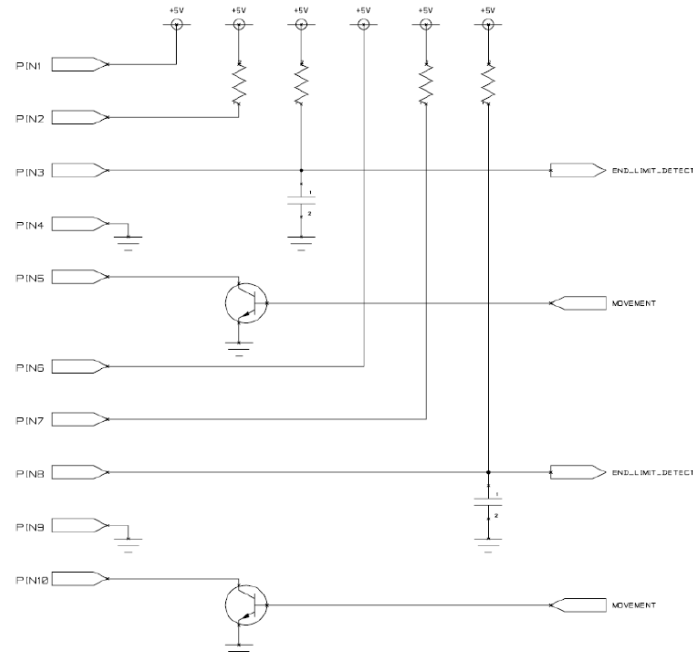 +5V +5V +5V +5V +5V +5V
PIN1
PIN2
PIN3 END_LIMIT_DETECT
1
2
PIN4
PIN5
MOVEMENT
PIN6
PIN7
PIN8 END_LIMIT_DETECT
1
2
PIN9
PIN10
MOVEMENT